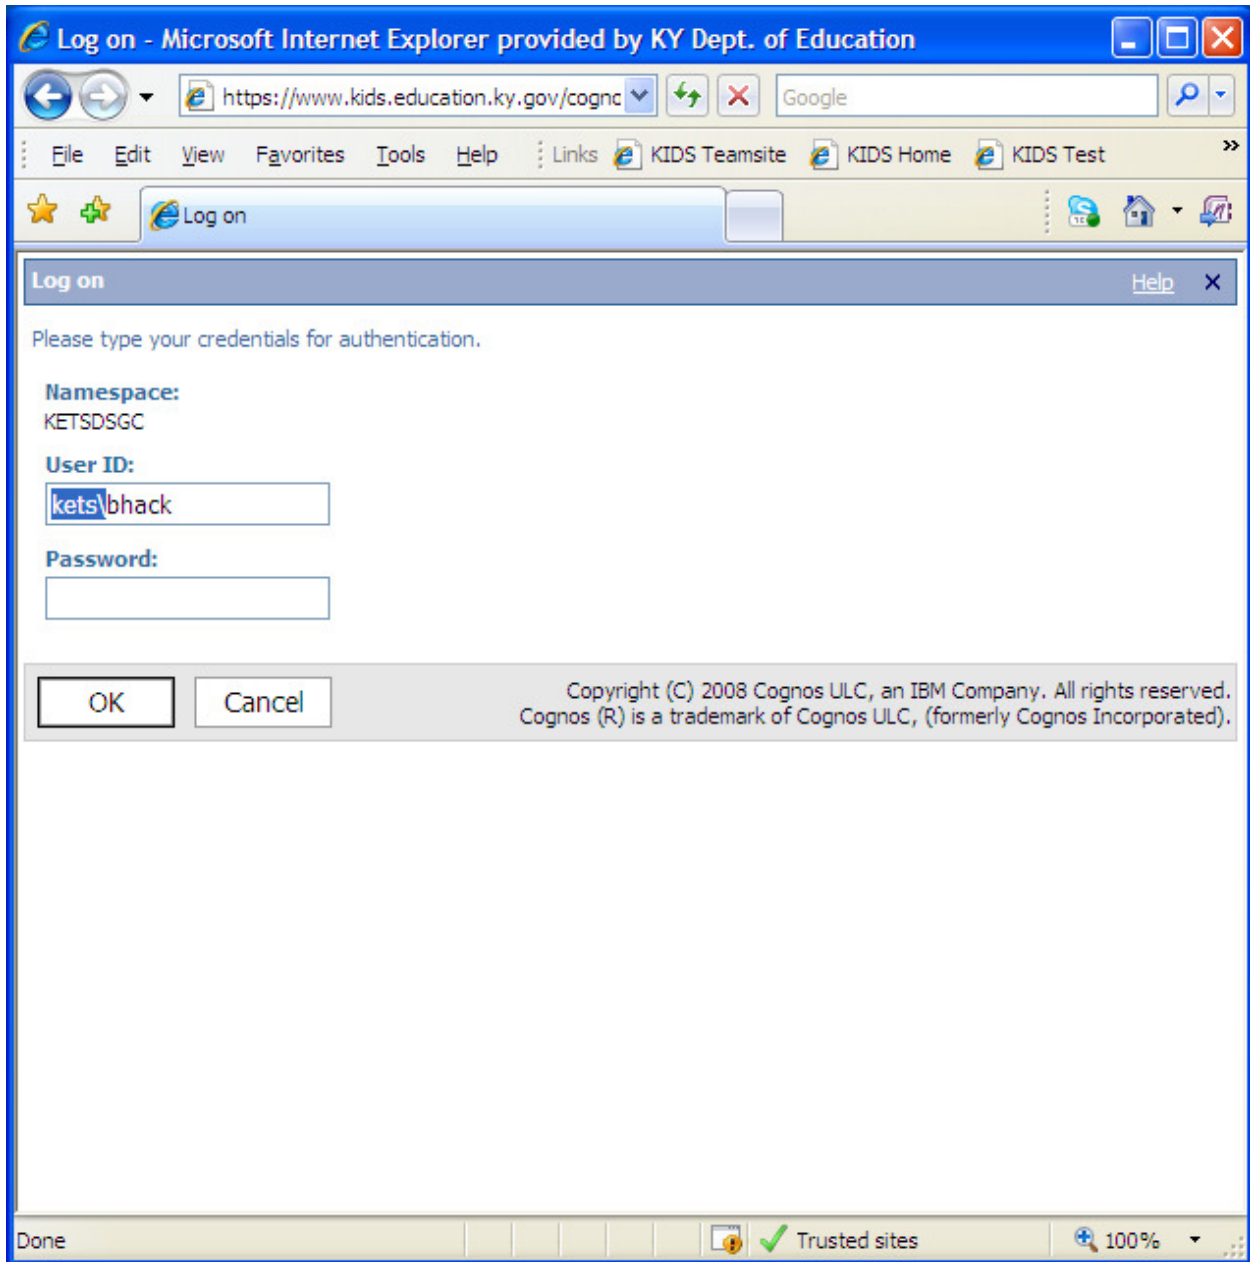 Log on - Microsoft Internet Explorer provided by KY Dept. of Education
https://www.kids.education.ky.gov/cognc Google
File Edit View Favorites Tools Help Links KIDS Teamsite KIDS Home KIDS Test »
Log on
Log on Help
Please type your credentials for authentication.
Namespace:
KETSDSGC
User ID:
kets\bhack
Password:
OK Cancel
Copyright (C) 2008 Cognos ULC, an IBM Company. All rights reserved.
Cognos (R) is a trademark of Cognos ULC, (formerly Cognos Incorporated).
Done Trusted sites 100%